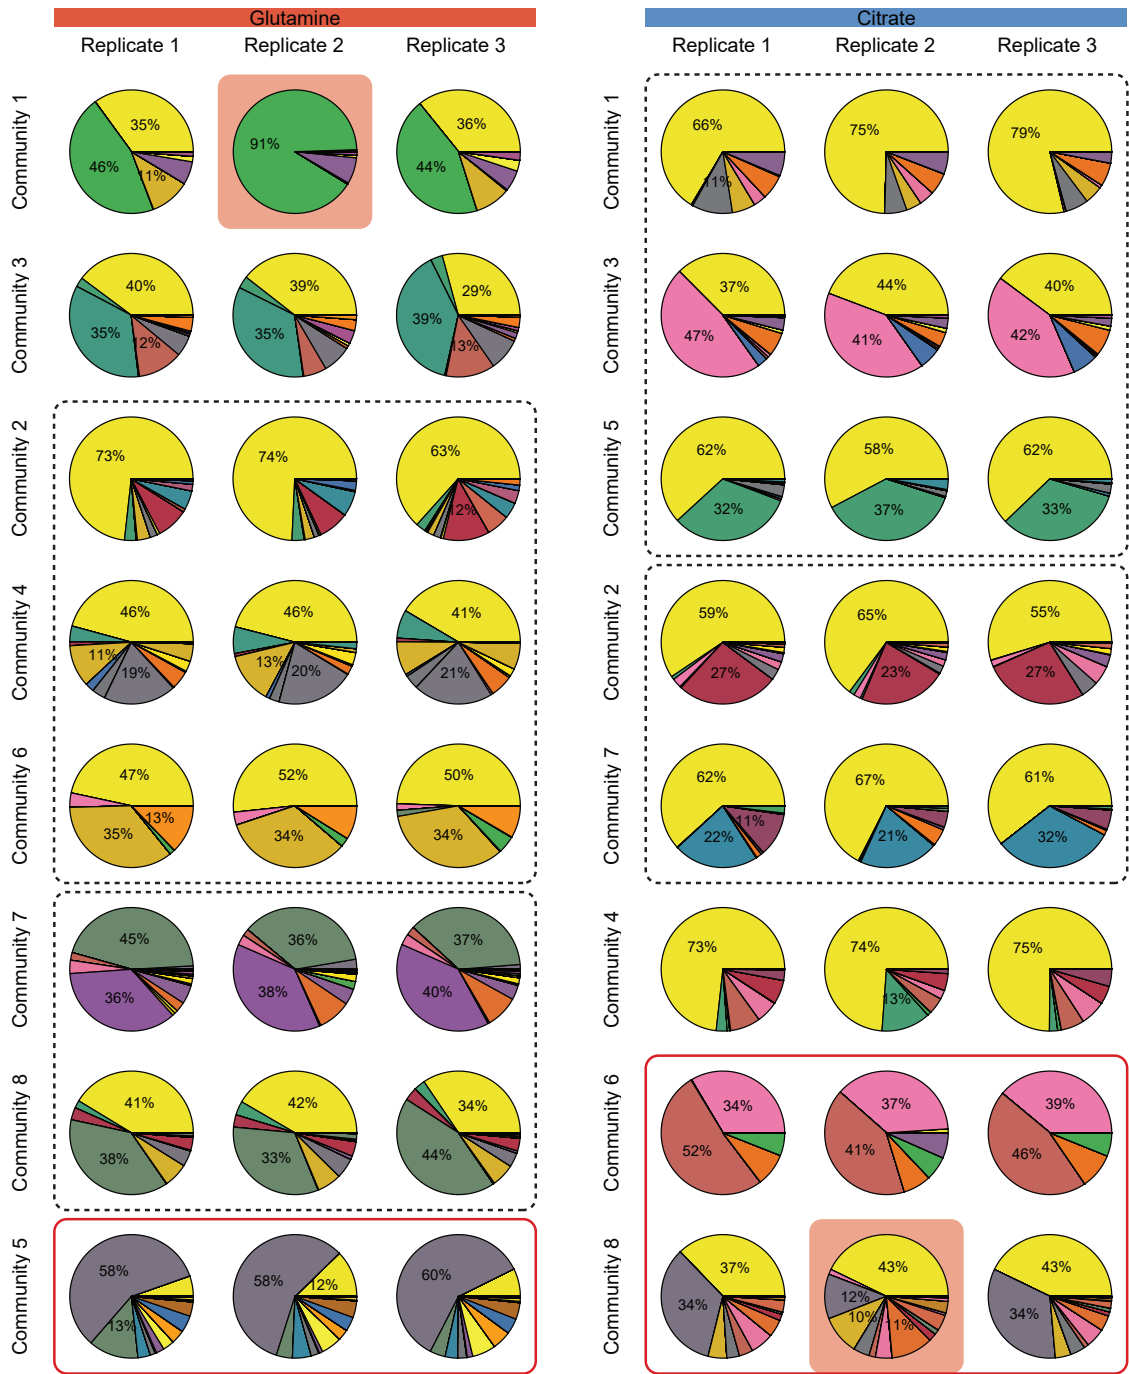 Glutamine Citrate
Replicate 1 Replicate 2 Replicate 3 Replicate 1 Replicate 2 Replicate 3
Community 1 35% 46% 11% 91% 36% 44% Community 1 66% 11% 75% 79%
Community 3 40% 35% 12% 39% 35% 29% 39% 13% Community 3 37% 47% 44% 41% 40% 42%
Community 2 73% 74% 63% 12% Community 5 62% 32% 58% 37% 62% 33%
Community 4 46% 11% 19% 46% 13% 20% 41% 21% Community 2 59% 27% 65% 23% 55% 27%
Community 6 47% 13% 35% 52% 34% 50% 34% Community 7 62% 11% 22% 67% 21% 61% 32%
Community 7 45% 36% 36% 38% 37% 40% Community 4 73% 74% 13% 75%
Community 8 41% 38% 42% 33% 34% 44% Community 6 34% 52% 37% 41% 39% 46%
Community 5 58% 13% 58% 12% 60% Community 8 37% 34% 43% 12% 10% 11% 43% 34%